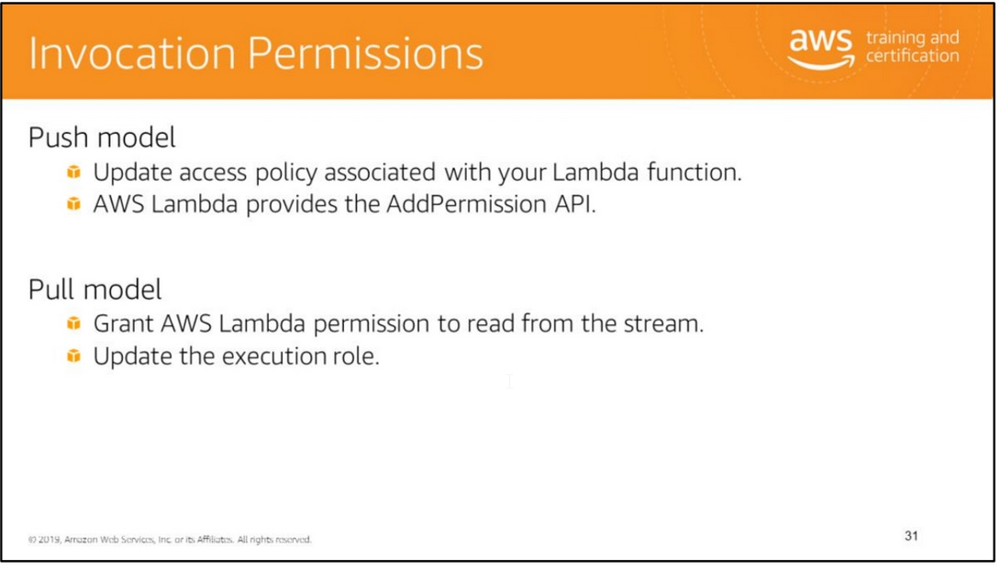 Invocation Permissions
aws training and
certification
Push model
Update access policy associated with your Lambda function.
AWS Lambda provides the AddPermission API.
Pull model
Grant AWS Lambda permission to read from the stream.
Update the execution role.
© 2019, Amazon Web Services, Inc. or its Affiliates. All rights reserved.
31